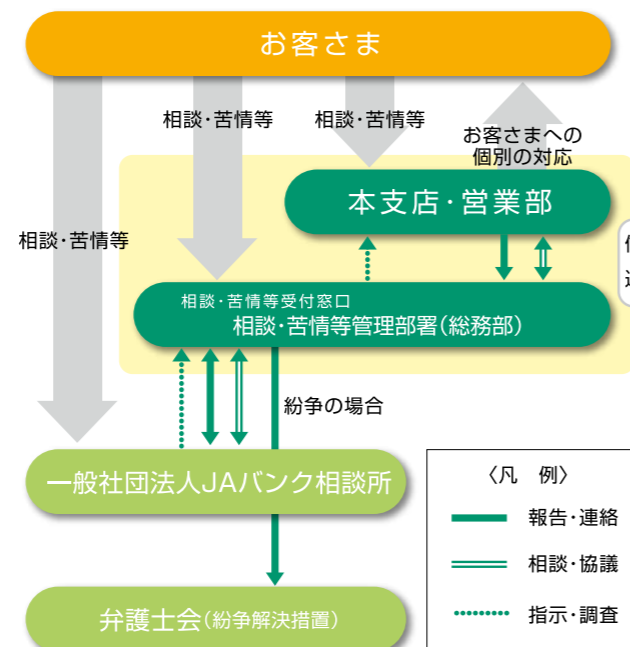 お客さま
相談･苦情等
相談･苦情等
お客さまへの
個別の対応
本支店･営業部
相談･苦情等
相談･苦情等受付窓口
相談･苦情等管理部署(総務部)
紛争の場合
一般社団法人JAバンク相談所
弁護士会(紛争解決措置)
〈凡　例〉
報告･連絡
相談･協議
指示･調査